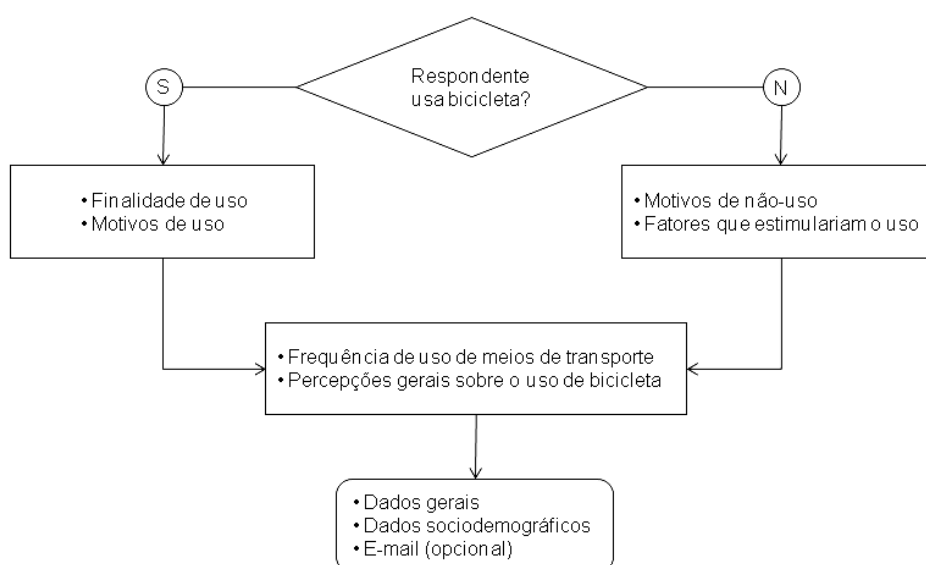 Respondente
usa bicicleta?
S
N
• Finalidade de uso
• Motivos de uso
• Motivos de não-uso
• Fatores que estimulariam o uso
• Frequência de uso de meios de transporte
• Percepções gerais sobre o uso de bicicleta
• Dados gerais
• Dados sociodemográficos
• E-mail (opcional)